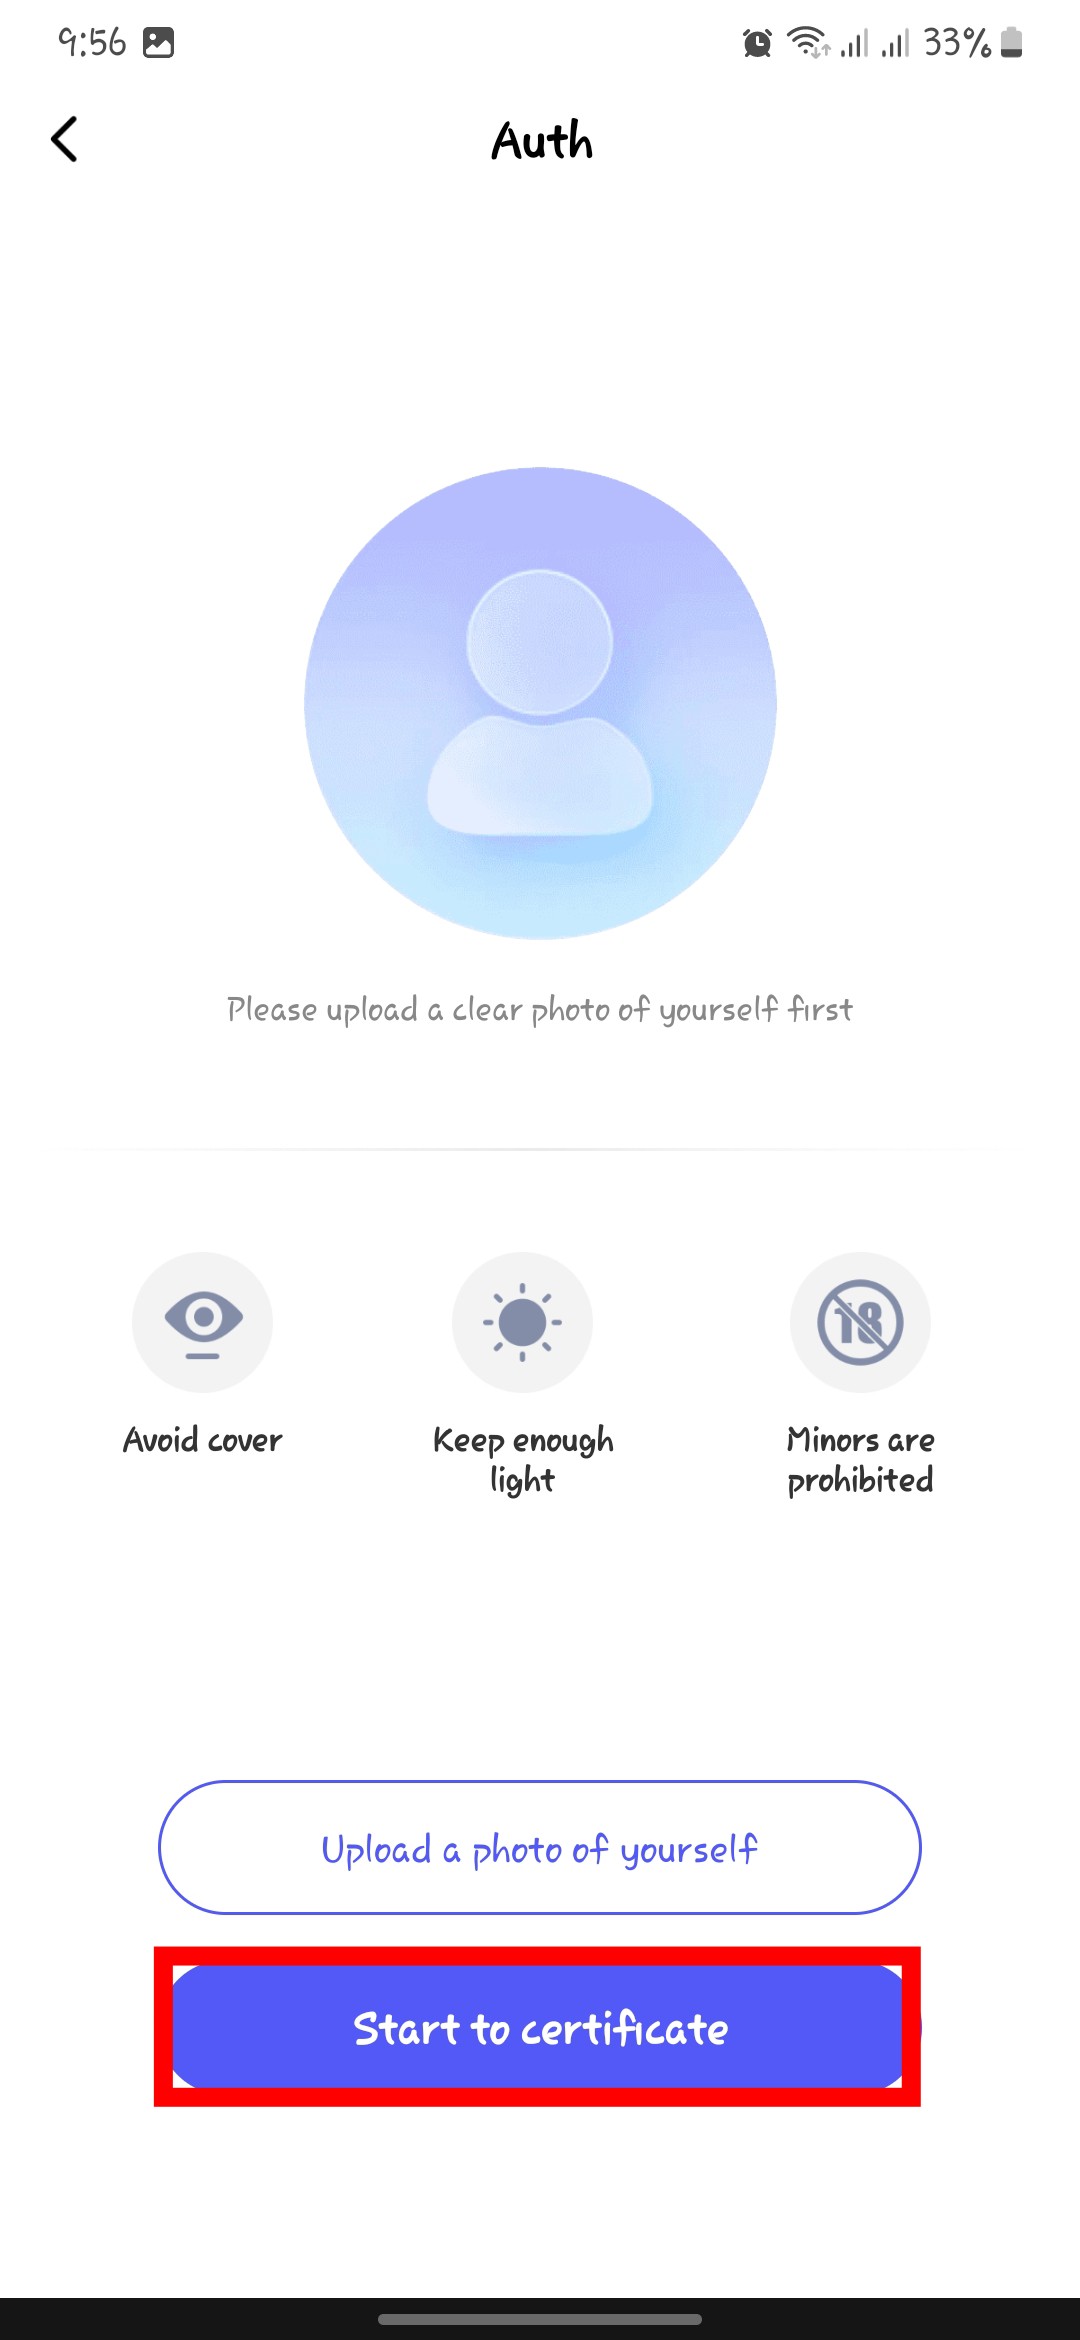 9:56 33%
Auth
Please upload a clear photo of yourself first
18
Avoid cover
Keep enough
light
Minors are
prohibited
Upload a photo of yourself
Start to certificate